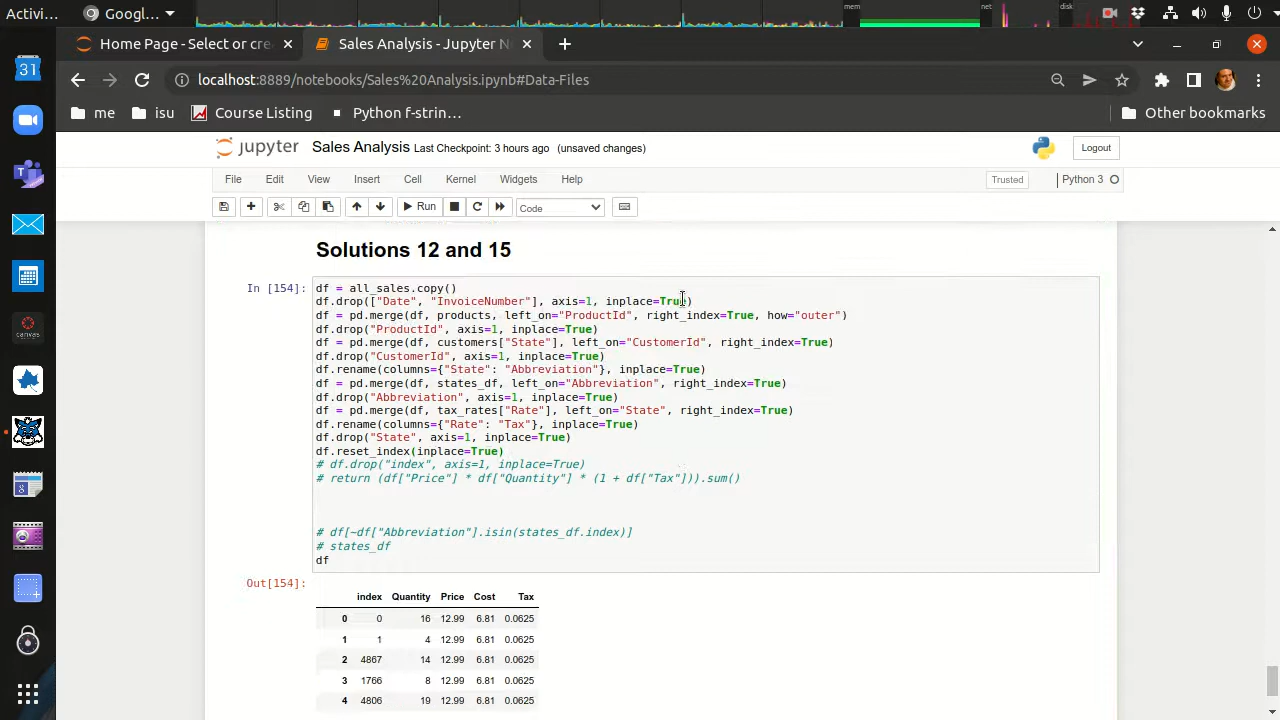 Activi...
Googl...
mem
net
disk
31
Home Page - Select or cre
Sales Analysis - Jupyter N
localhost:8889/notebooks/Sales%20Analysis.ipynb#Data-Files
me
isu
Course Listing
Python f-strin...
Other bookmarks
jupyter
Sales Analysis Last Checkpoint: 3 hours ago (unsaved changes)
Logout
File Edit View Insert Cell Kernel Widgets Help
Trusted
Python 3
Run
Code
Solutions 12 and 15
In [154]:
df = all_sales.copy()
df.drop(["Date", "InvoiceNumber"], axis=1, inplace=True)
df = pd.merge(df, products, left_on="ProductId", right_index=True, how="outer")
df.drop("ProductId", axis=1, inplace=True)
df = pd.merge(df, customers["State"], left_on="CustomerId", right_index=True)
df.drop("CustomerId", axis=1, inplace=True)
df.rename(columns={"State": "Abbreviation"}, inplace=True)
df = pd.merge(df, states_df, left_on="Abbreviation", right_index=True)
df.drop("Abbreviation", axis=1, inplace=True)
df = pd.merge(df, tax_rates["Rate"], left_on="State", right_index=True)
df.rename(columns={"Rate": "Tax"}, inplace=True)
df.drop("State", axis=1, inplace=True)
df.reset_index(inplace=True)
# df.drop("index", axis=1, inplace=True)
# return (df["Price"] * df["Quantity"] * (1 + df["Tax"])).sum()
# df[~df["Abbreviation"].isin(states_df.index)]
# states_df
df
Out[154]:
index Quantity Price Cost Tax
0 0 16 12.99 6.81 0.0625
1 1 4 12.99 6.81 0.0625
2 4867 14 12.99 6.81 0.0625
3 1766 8 12.99 6.81 0.0625
4 4806 19 12.99 6.81 0.0625